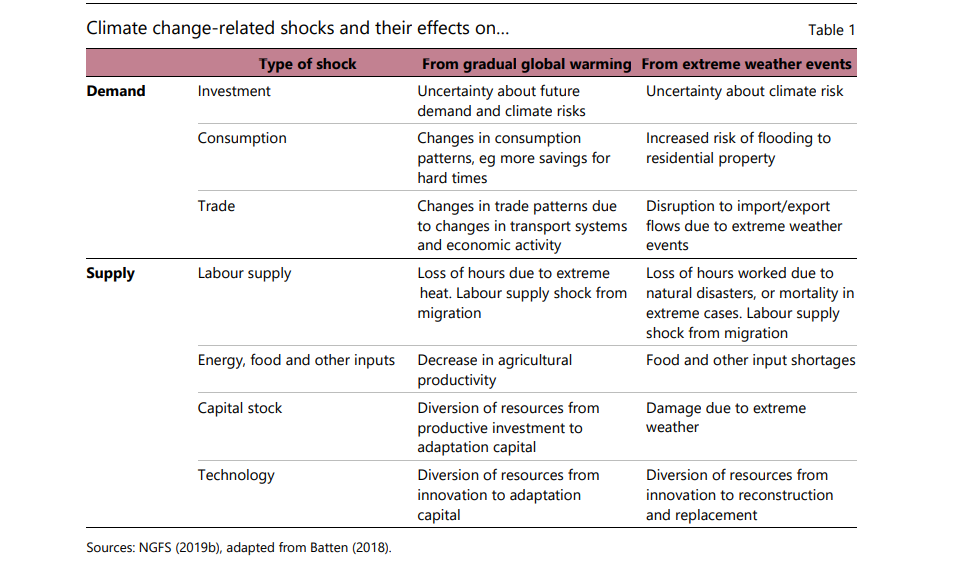 Climate change-related shocks and their effects on…
Table 1
Type of shock
From gradual global warming
From extreme weather events
Demand
Investment
Uncertainty about future
demand and climate risks
Uncertainty about climate risk
Consumption
Changes in consumption
patterns, eg more savings for
hard times
Increased risk of flooding to
residential property
Trade
Changes in trade patterns due
to changes in transport systems
and economic activity
Disruption to import/export
flows due to extreme weather
events
Supply
Labour supply
Loss of hours due to extreme
heat. Labour supply shock from
migration
Loss of hours worked due to
natural disasters, or mortality in
extreme cases. Labour supply
shock from migration
Energy, food and other inputs
Decrease in agricultural
productivity
Food and other input shortages
Capital stock
Diversion of resources from
productive investment to
adaptation capital
Damage due to extreme
weather
Technology
Diversion of resources from
innovation to adaptation
capital
Diversion of resources from
innovation to reconstruction
and replacement
Sources: NGFS (2019b), adapted from Batten (2018).